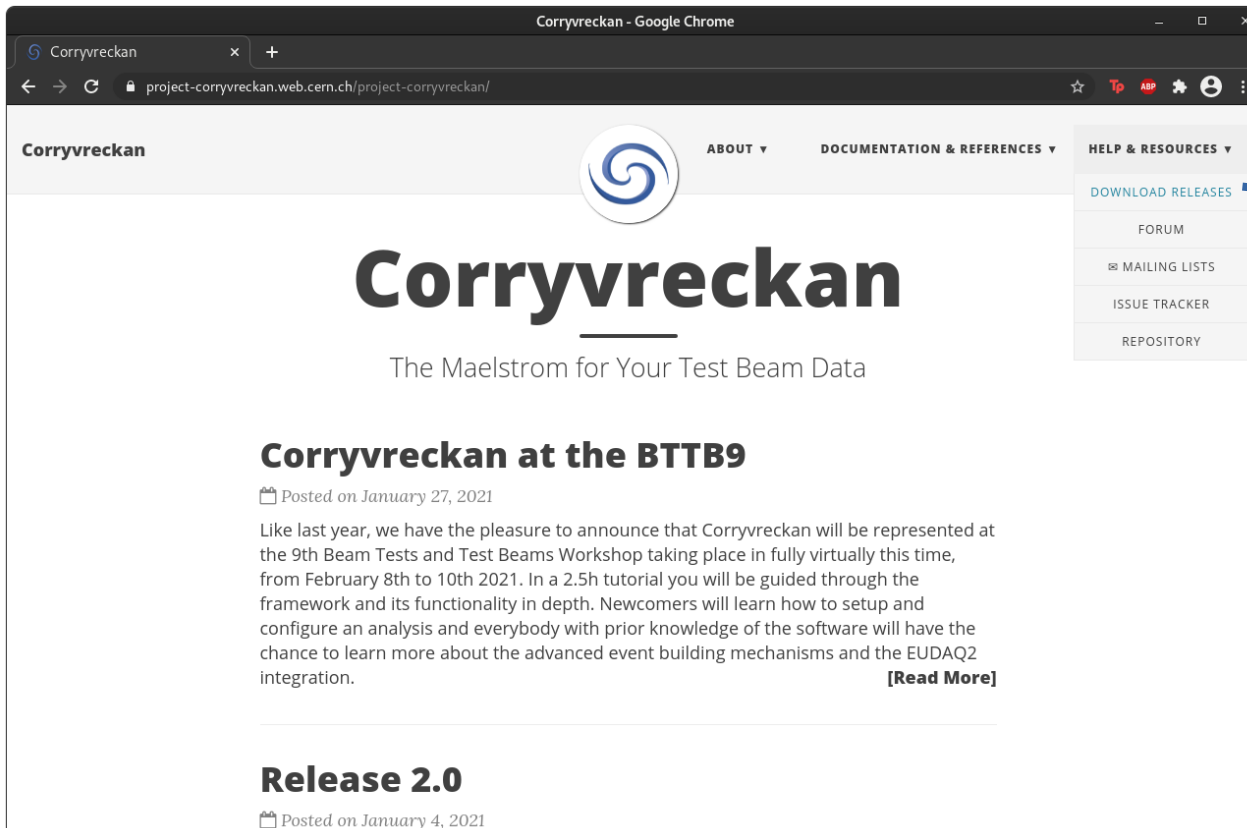 Corryvreckan - Google Chrome
Corryvreckan
project-corryvreckan.web.cern.ch/project-corryvreckan/
Tp ABP
Corryvreckan
ABOUT ▼ DOCUMENTATION & REFERENCES ▼ HELP & RESOURCES ▼
DOWNLOAD RELEASES
FORUM
✉ MAILING LISTS
ISSUE TRACKER
REPOSITORY
Corryvreckan
The Maelstrom for Your Test Beam Data
Corryvreckan at the BTTB9
Posted on January 27, 2021
Like last year, we have the pleasure to announce that Corryvreckan will be represented at
the 9th Beam Tests and Test Beams Workshop taking place in fully virtually this time,
from February 8th to 10th 2021. In a 2.5h tutorial you will be guided through the
framework and its functionality in depth. Newcomers will learn how to setup and
configure an analysis and everybody with prior knowledge of the software will have the
chance to learn more about the advanced event building mechanisms and the EUDAQ2
integration. [Read More]
Release 2.0
Posted on January 4, 2021